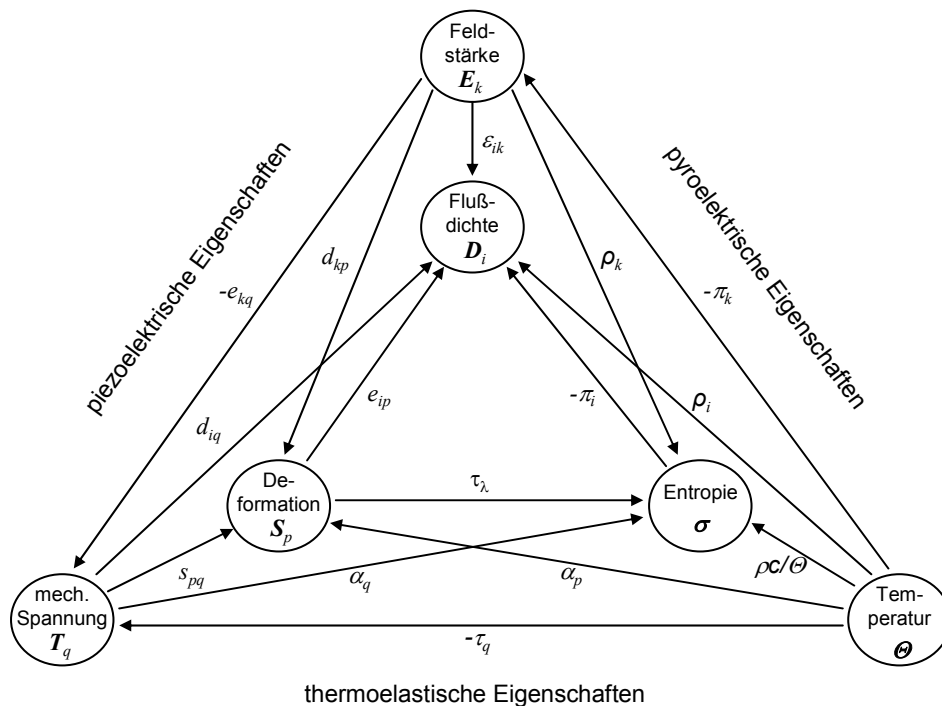 Feld-
stärke
E_k
ε_ik
Fluß-
dichte
D_i
piezoelektrische Eigenschaften
pyroelektrische Eigenschaften
d_kp
ρ_k
-e_kq
-π_k
e_ip
-π_i
d_iq
ρ_i
De-
formation
S_p
τ_λ
Entropie
σ
s_pq
α_q
α_p
ρc/Θ
mech.
Spannung
T_q
-τ_q
Tem-
peratur
Θ
thermoelastische Eigenschaften